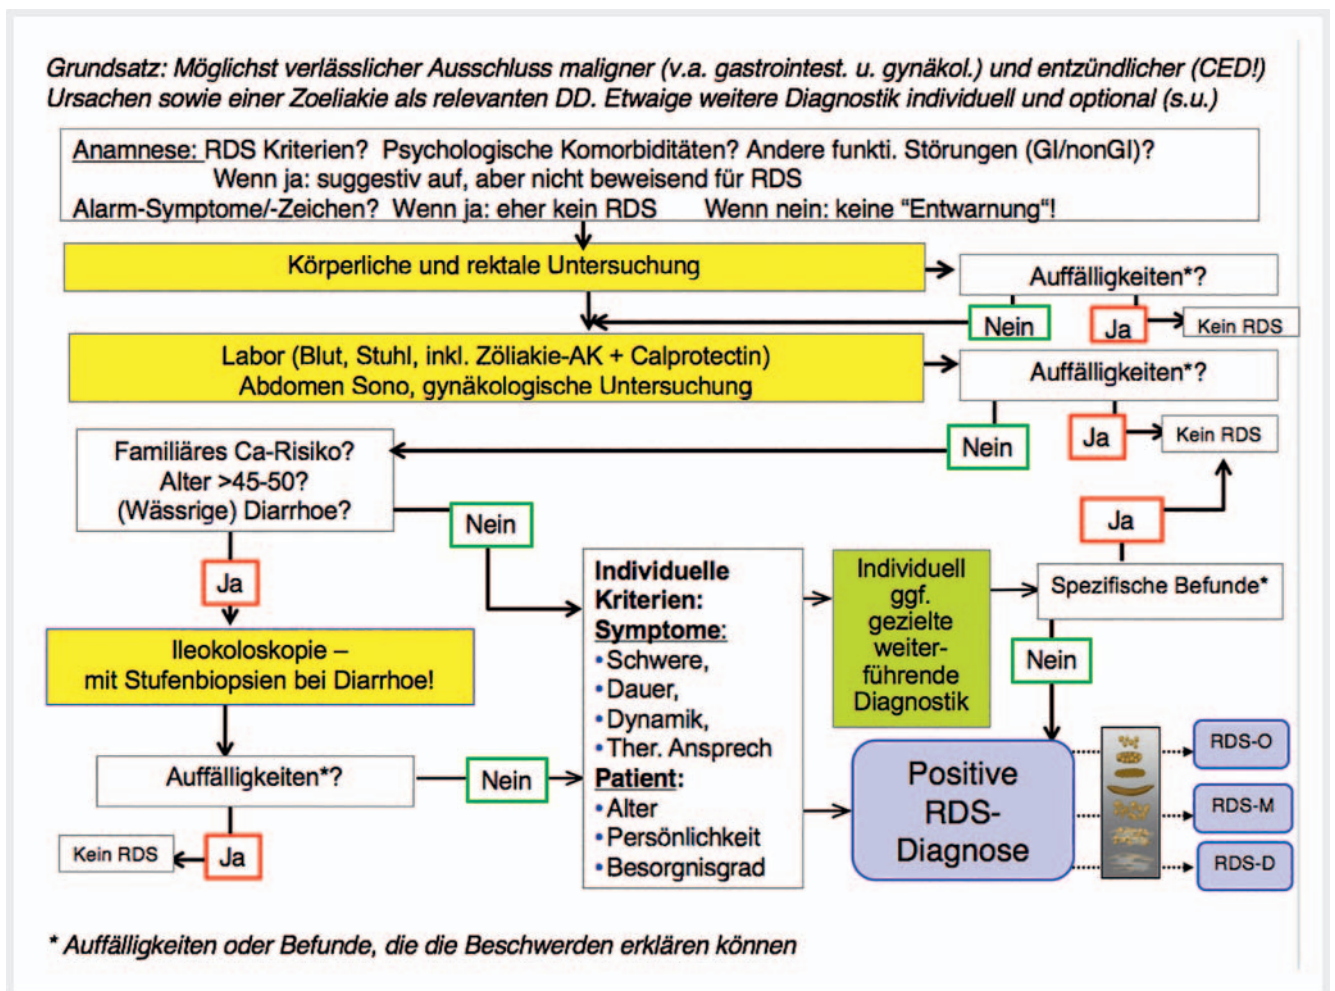 Grundsatz: Möglichst verlässlicher Ausschluss maligner (v.a. gastrointest. u. gynäkol.) und entzündlicher (CED!)
Ursachen sowie einer Zoeliakie als relevanten DD. Etwaige weitere Diagnostik individuell und optional (s.u.)
Anamnese: RDS Kriterien? Psychologische Komorbiditäten? Andere funkti. Störungen (GI/nonGI)?
Wenn ja: suggestiv auf, aber nicht beweisend für RDS
Alarm-Symptome/-Zeichen? Wenn ja: eher kein RDS Wenn nein: keine “Entwarnung“!
Körperliche und rektale Untersuchung
Auffälligkeiten*?
Nein
Ja
Kein RDS
Labor (Blut, Stuhl, inkl. Zöliakie-AK + Calprotectin)
Abdomen Sono, gynäkologische Untersuchung
Auffälligkeiten*?
Nein
Ja
Kein RDS
Familiäres Ca-Risiko?
Alter >45-50?
(Wässrige) Diarrhoe?
Nein
Ja
Ileokoloskopie –
mit Stufenbiopsien bei Diarrhoe!
Auffälligkeiten*?
Nein
Ja
Kein RDS
Individuelle
Kriterien:
Symptome:
• Schwere,
• Dauer,
• Dynamik,
• Ther. Ansprech
Patient:
• Alter
• Persönlichkeit
• Besorgnisgrad
Individuell
ggf.
gezielte
weiter-
führende
Diagnostik
Spezifische Befunde*
Ja
Nein
Positive
RDS-
Diagnose
RDS-O
RDS-M
RDS-D
* Auffälligkeiten oder Befunde, die die Beschwerden erklären können